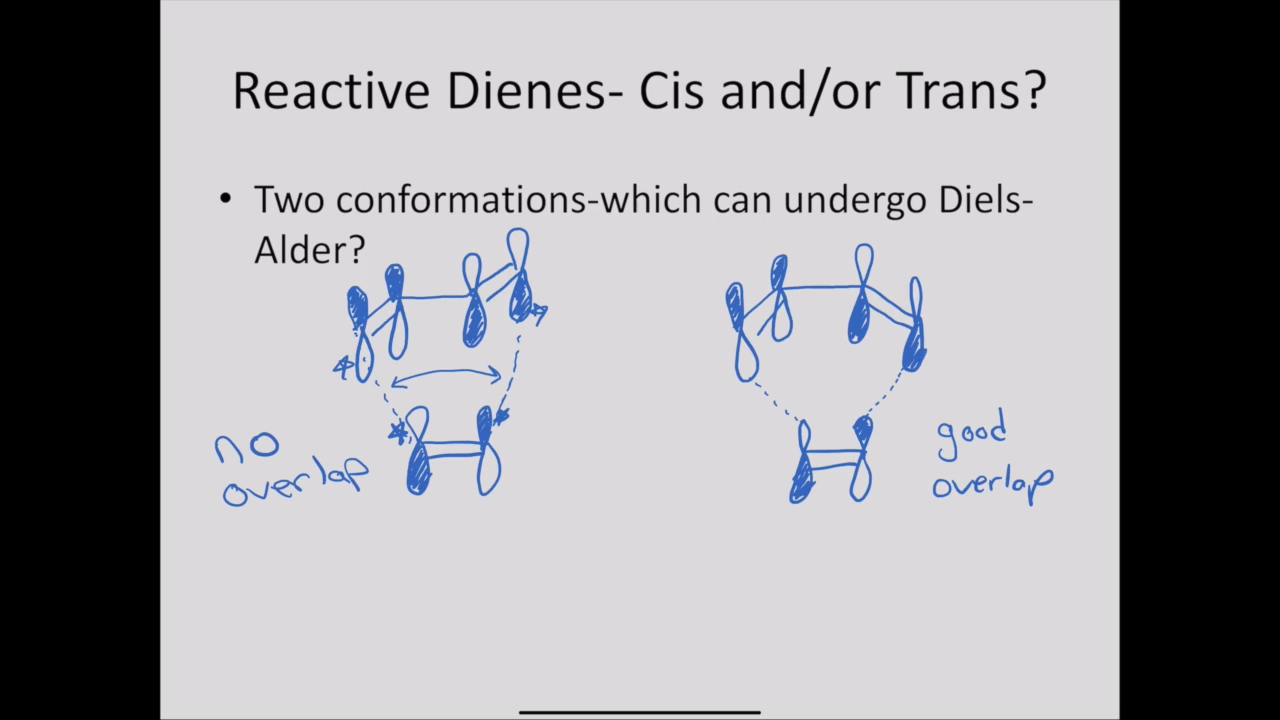 Reactive Dienes- Cis and/or Trans?
• Two conformations-which can undergo Diels-
Alder?
no
overlap
good
overlap